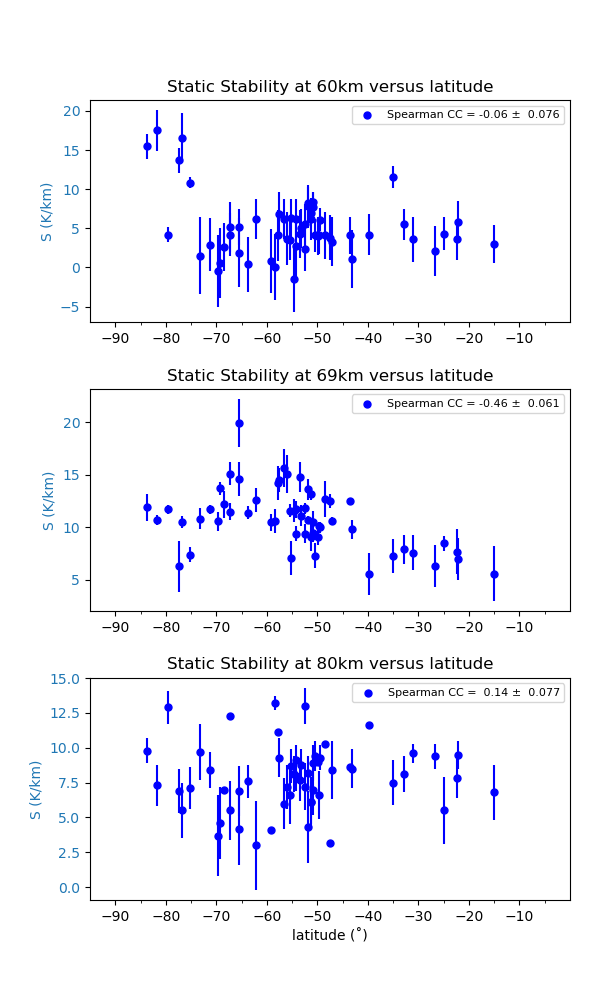 Static Stability at 60km versus latitude
Spearman CC = -0.06 ± 0.076
S (K/km)
20
15
10
5
0
−5
−90 −80 −70 −60 −50 −40 −30 −20 −10
Static Stability at 69km versus latitude
Spearman CC = -0.46 ± 0.061
S (K/km)
20
15
10
5
−90 −80 −70 −60 −50 −40 −30 −20 −10
Static Stability at 80km versus latitude
Spearman CC = 0.14 ± 0.077
S (K/km)
15.0
12.5
10.0
7.5
5.0
2.5
0.0
−90 −80 −70 −60 −50 −40 −30 −20 −10
latitude (˚)